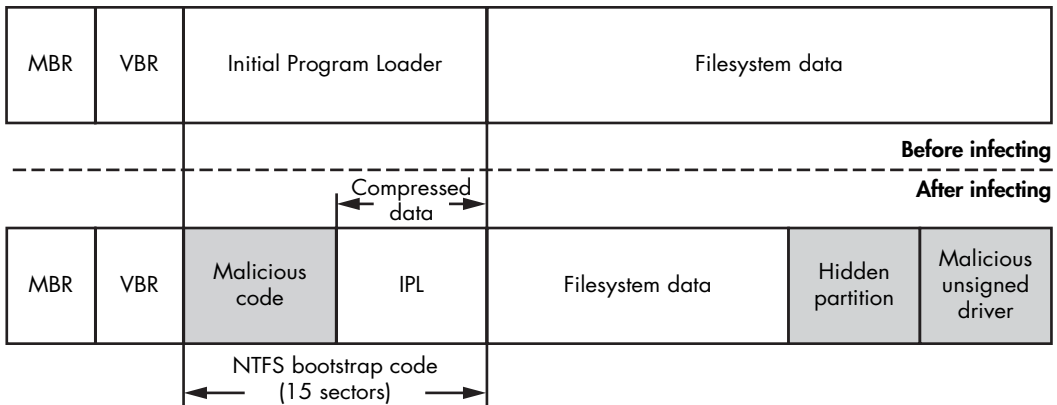 MBR
VBR
Initial Program Loader
Filesystem data
Before infecting
After infecting
Compressed
data
MBR
VBR
Malicious
code
IPL
Filesystem data
Hidden
partition
Malicious
unsigned
driver
NTFS bootstrap code
(15 sectors)